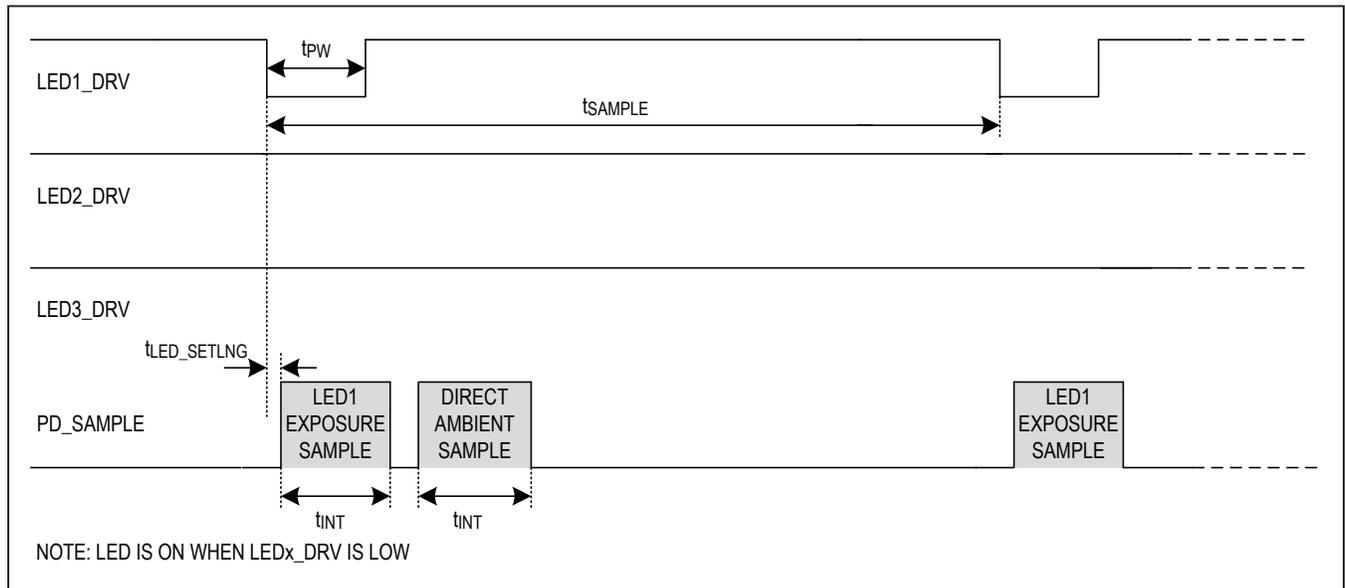 tPW
LED1_DRV
tSAMPLE
LED2_DRV
LED3_DRV
tLED_SETLNG
LED1
EXPOSURE
SAMPLE
DIRECT
AMBIENT
SAMPLE
LED1
EXPOSURE
SAMPLE
PD_SAMPLE
tINT
tINT
NOTE: LED IS ON WHEN LEDx_DRV IS LOW